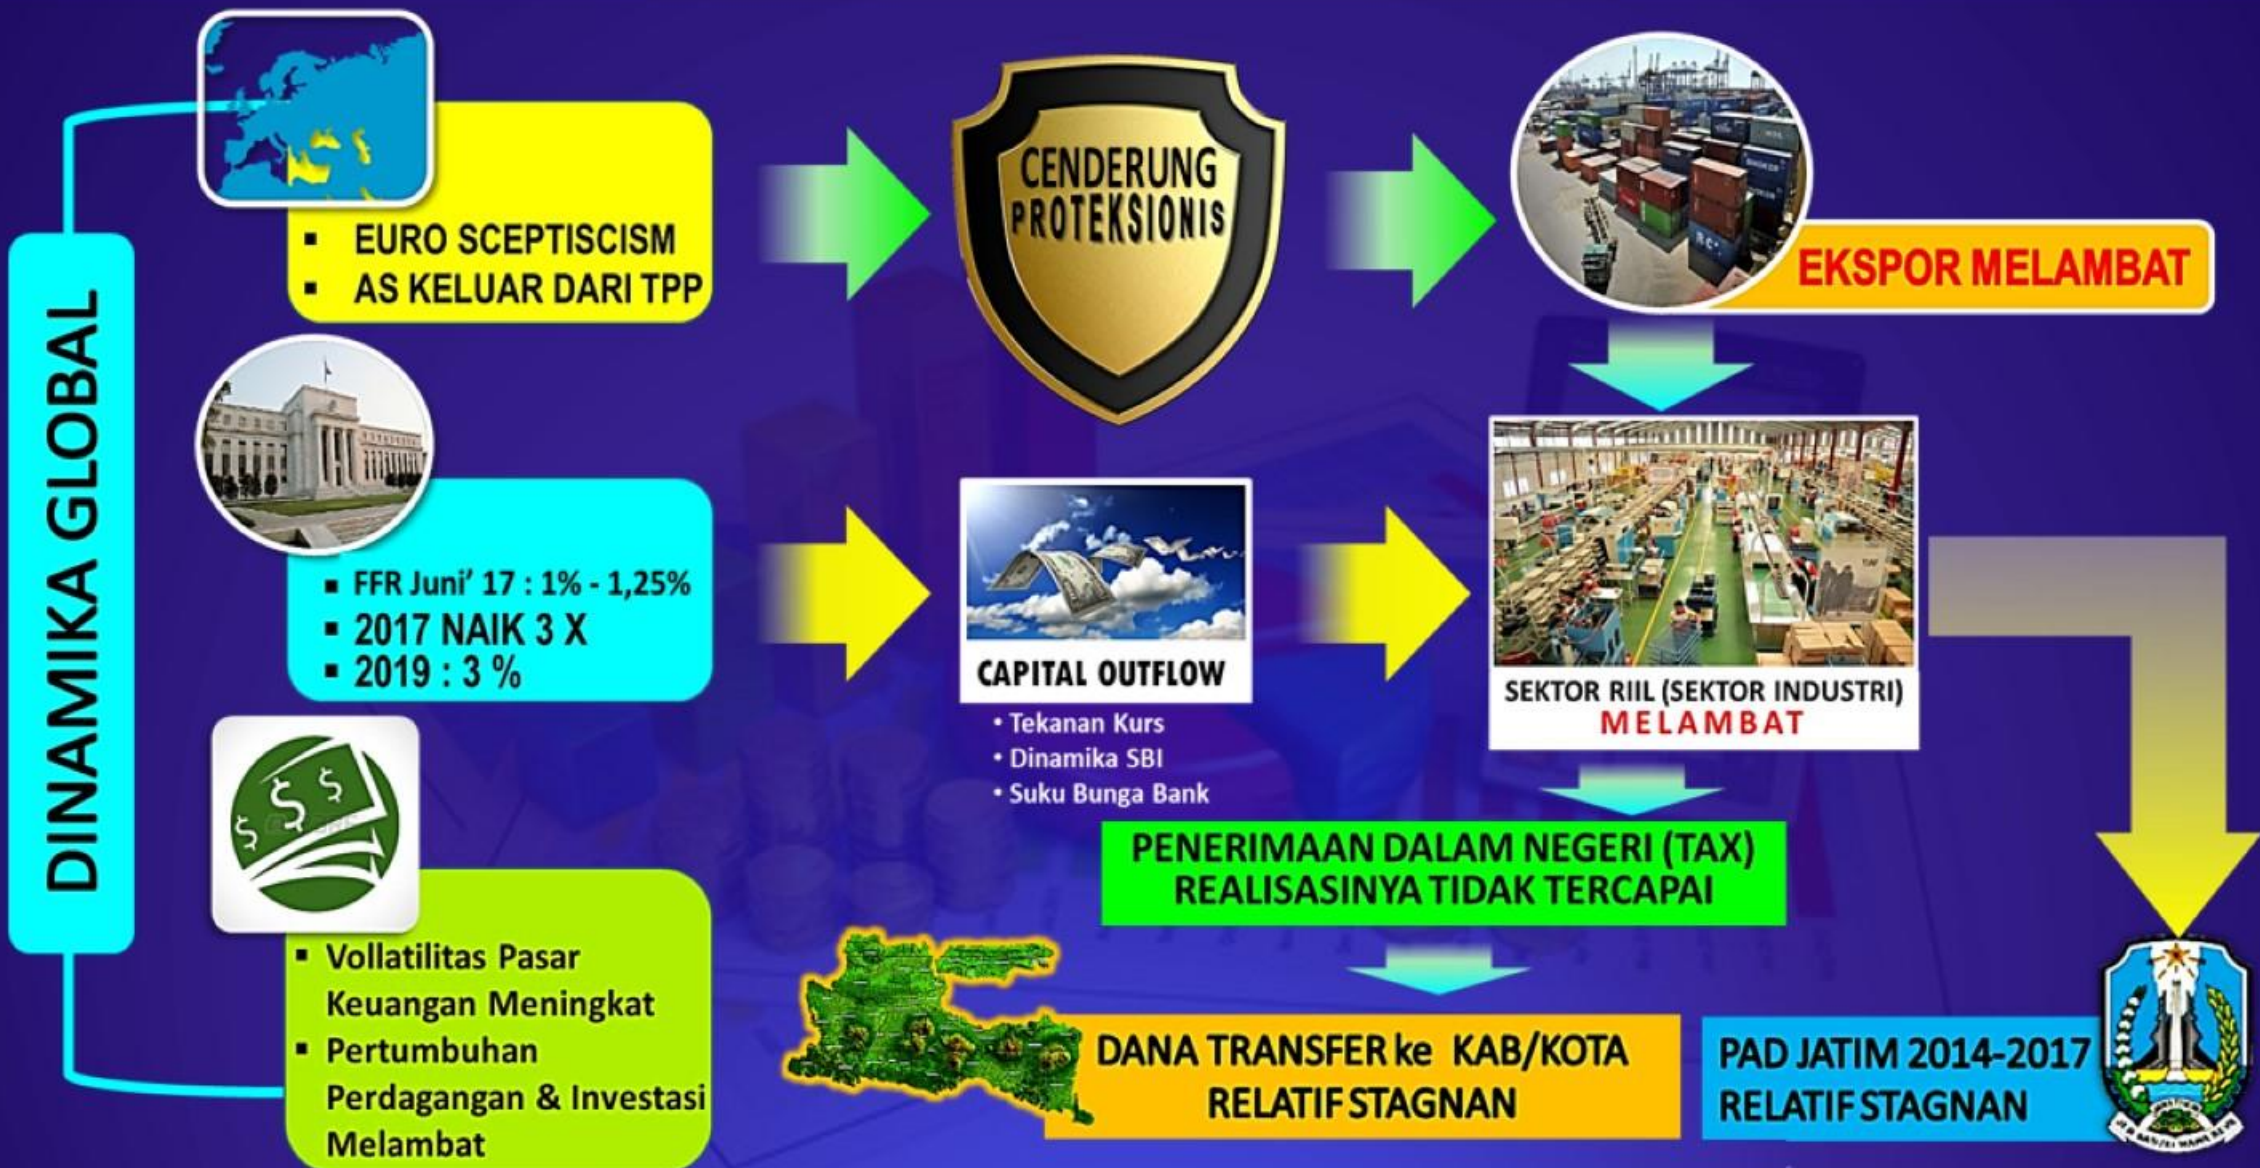 DINAMIKA GLOBAL
EURO SCEPTISCISM
AS KELUAR DARI TPP
CENDERUNG
PROTEKSIONIS
EKSPOR MELAMBAT
FFR Juni' 17 : 1% - 1,25%
2017 NAIK 3 X
2019 : 3 %
CAPITAL OUTFLOW
• Tekanan Kurs
• Dinamika SBI
• Suku Bunga Bank
SEKTOR RIIL (SEKTOR INDUSTRI)
MELAMBAT
PENERIMAAN DALAM NEGERI (TAX)
REALISASINYA TIDAK TERCAPAI
Vollatilitas Pasar
Keuangan Meningkat
Pertumbuhan
Perdagangan & Investasi
Melambat
DANA TRANSFER ke KAB/KOTA
RELATIF STAGNAN
PAD JATIM 2014-2017
RELATIF STAGNAN